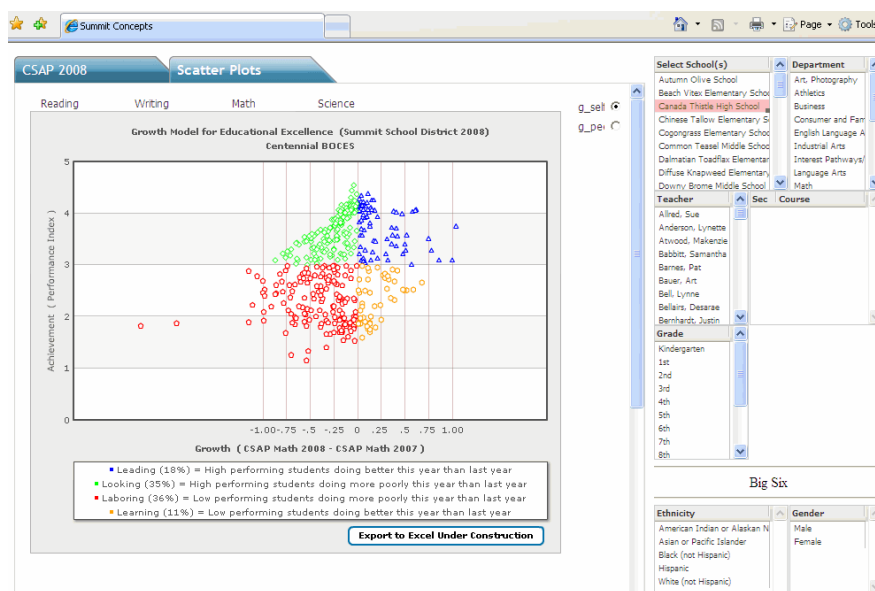 Summit Concepts
Page
Tools
CSAP 2008
Scatter Plots
Reading Writing Math Science
g_self
g_pe
Growth Model for Educational Excellence (Summit School District 2008)
Centennial BOCES
Achievement ( Performance Index )
5
4
3
2
1
0
-1.00 -.75 -.5 -.25 0 .25 .5 .75 1.00
Growth ( CSAP Math 2008 - CSAP Math 2007 )
Leading (18%) = High performing students doing better this year than last year
Looking (35%) = High performing students doing more poorly this year than last year
Laboring (36%) = Low performing students doing more poorly this year than last year
Learning (11%) = Low performing students doing better this year than last year
Export to Excel Under Construction
Select School(s)
Autumn Olive School
Beach Vitex Elementary Schoo
Canada Thistle High School
Chinese Tallow Elementary S
Cogongrass Elementary Schoo
Common Teasel Middle Schoo
Dalmatian Toadflax Elementar
Diffuse Knapweed Elementary
Downy Brome Middle School
Department
Art, Photography
Athletics
Business
Consumer and Fam
English Language A
Industrial Arts
Interest Pathways/
Language Arts
Math
Teacher
Allred, Sue
Anderson, Lynette
Atwood, Makenzie
Babbitt, Samantha
Barnes, Pat
Bauer, Art
Bell, Lynne
Bellairs, Desarae
Bernhardt, Justin
Sec
Course
Grade
Kindergarten
1st
2nd
3rd
4th
5th
6th
7th
8th
Big Six
Ethnicity
American Indian or Alaskan N
Asian or Pacific Islander
Black (not Hispanic)
Hispanic
White (not Hispanic)
Gender
Male
Female